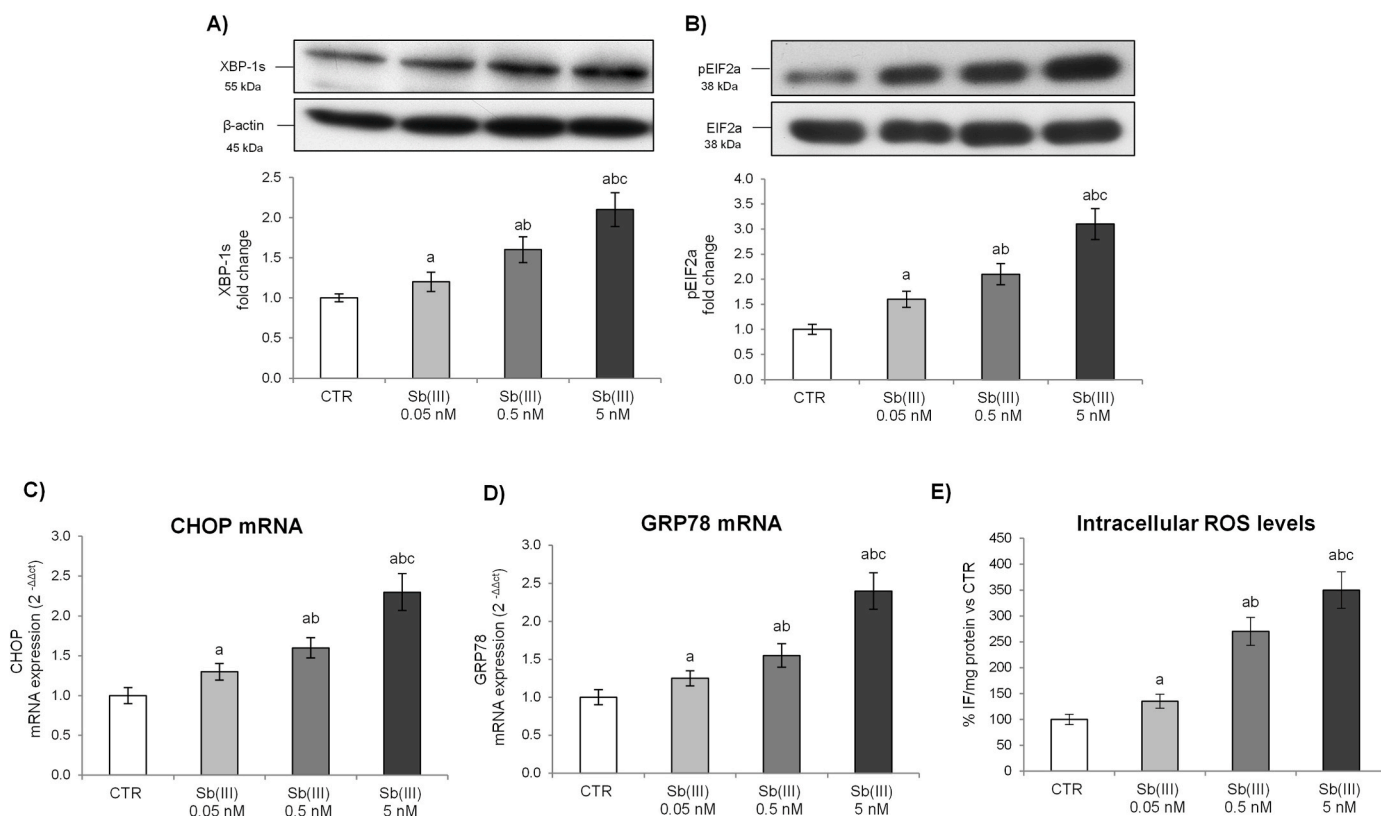 A)
XBP-1s
55 kDa
β-actin
45 kDa
XBP-1s
fold change
2.5
2.0
1.5
1.0
0.5
0.0
a
ab
abc
CTR
Sb(III)
0.05 nM
Sb(III)
0.5 nM
Sb(III)
5 nM
B)
pEIF2a
38 kDa
EIF2a
38 kDa
pEIF2a
fold change
4.0
3.5
3.0
2.5
2.0
1.5
1.0
0.5
0.0
a
ab
abc
CTR
Sb(III)
0.05 nM
Sb(III)
0.5 nM
Sb(III)
5 nM
C)
CHOP mRNA
CHOP
mRNA expression (2 -ΔΔct)
3.0
2.5
2.0
1.5
1.0
0.5
0.0
a
ab
abc
CTR
Sb(III)
0.05 nM
Sb(III)
0.5 nM
Sb(III)
5 nM
D)
GRP78 mRNA
GRP78
mRNA expression (2 -ΔΔct)
3.0
2.5
2.0
1.5
1.0
0.5
0.0
a
ab
abc
CTR
Sb(III)
0.05 nM
Sb(III)
0.5 nM
Sb(III)
5 nM
E)
Intracellular ROS levels
% IF/mg protein vs CTR
450
400
350
300
250
200
150
100
50
0
a
ab
abc
CTR
Sb(III)
0.05 nM
Sb(III)
0.5 nM
Sb(III)
5 nM